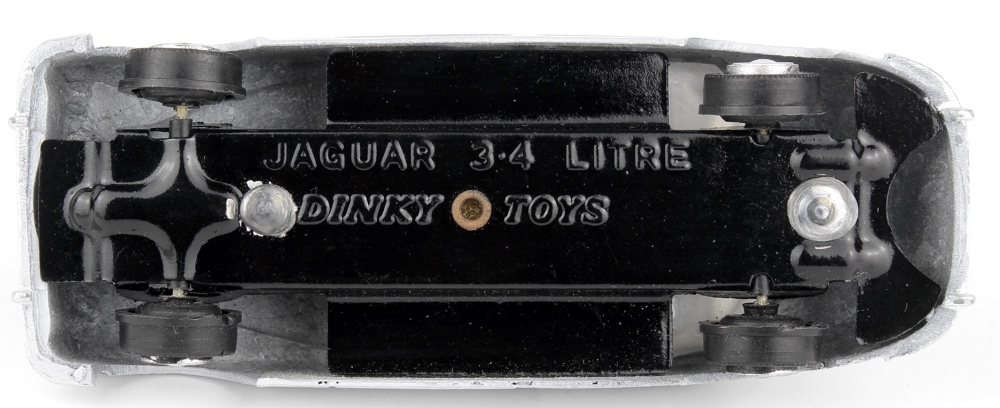 JAGUAR 3·4 LITRE
DINKY TOYS